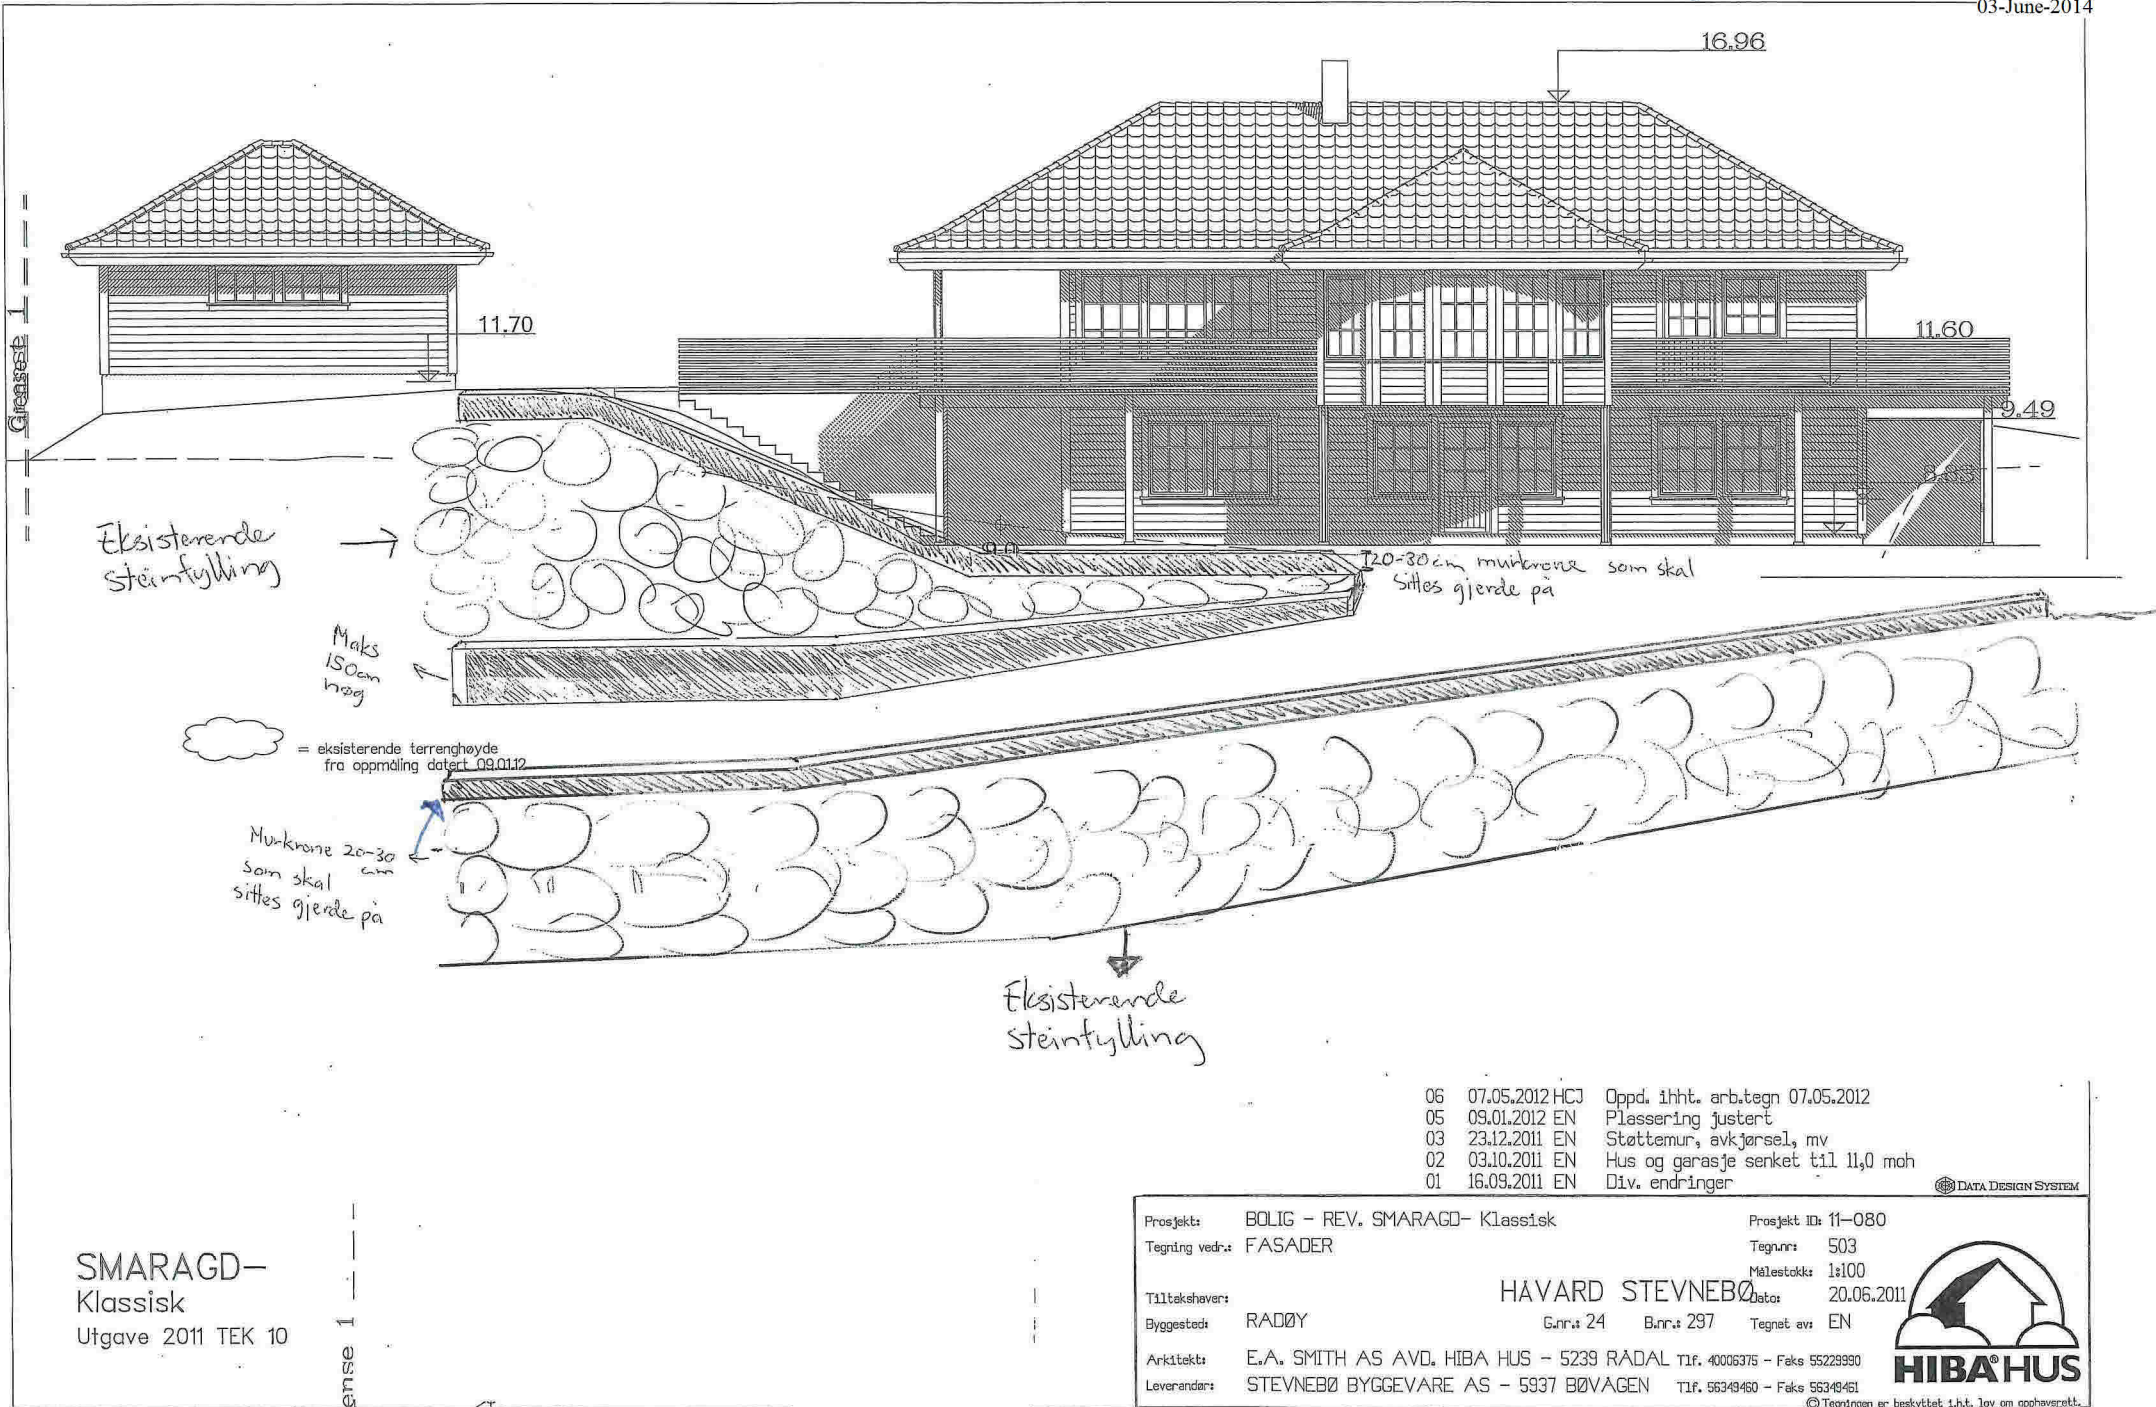 03-June-2014
16.96
11.70
Grense 1
11.60
9.49
9.0
Eksisterende
steinfylling
120-30cm murkrone som skal
sittes gjerde på
Maks
150cm
høg
= eksisterende terrenghøyde
fra oppmåling datert 09.01.12
Murkrone 20-30
cm
som skal
sittes gjerde på
Eksisterende
steinfylling
06 07.05.2012 HCJ Oppd. ihht. arb.tegn 07.05.2012
05 09.01.2012 EN Plassering justert
03 23.12.2011 EN Støttemur, avkjørsel, mv
02 03.10.2011 EN Hus og garasje senket til 11,0 moh
01 16.09.2011 EN Div. endringer
DATA DESIGN SYSTEM
Prosjekt: BOLIG - REV. SMARAGD- Klassisk Prosjekt ID: 11-080
Tegning vedr.: FASADER Tegn.nr: 503
Målestokk: 1:100
Tiltakshaver: HÅVARD STEVNEBØ Dato: 20.06.2011
Byggested: RADØY G.nr.: 24 B.nr.: 297 Tegnet av: EN
Arkitekt: E.A. SMITH AS AVD. HIBA HUS - 5239 RÅDAL Tlf. 40006375 - Faks 55229990
Leverandør: STEVNEBØ BYGGEVARE AS - 5937 BØVÅGEN Tlf. 56349460 - Faks 56349461
HIBA® HUS
© Tegningen er beskyttet i.h.t. lov om opphavsrett.
SMARAGD-
Klassisk
Utgave 2011 TEK 10
ense 1